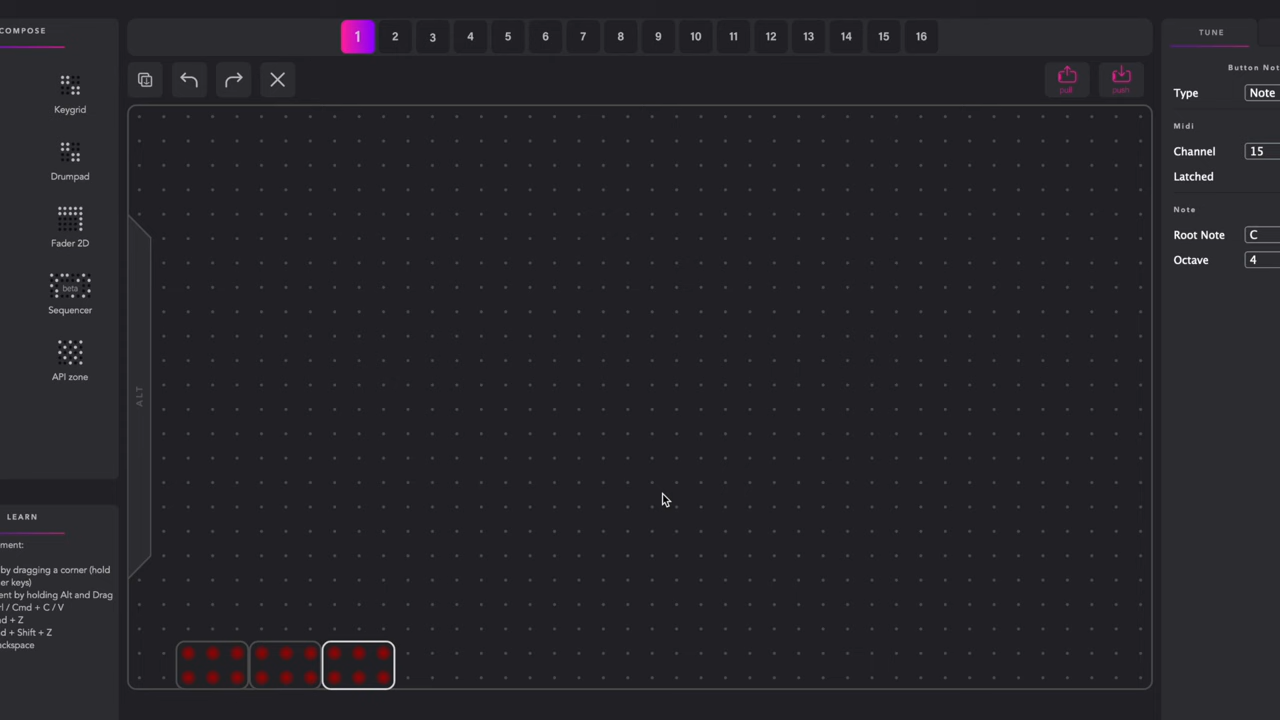 COMPOSE
1 2 3 4 5 6 7 8 9 10 11 12 13 14 15 16
TUNE
pull
push
Keygrid
Drumpad
Fader 2D
beta
Sequencer
API zone
ALT
Button Not
Type Note
Midi
Channel 15
Latched
Note
Root Note C
Octave 4
LEARN
ment:
by dragging a corner (hold
er keys)
ent by holding Alt and Drag
rl / Cmd + C / V
nd + Z
d + Shift + Z
ackspace